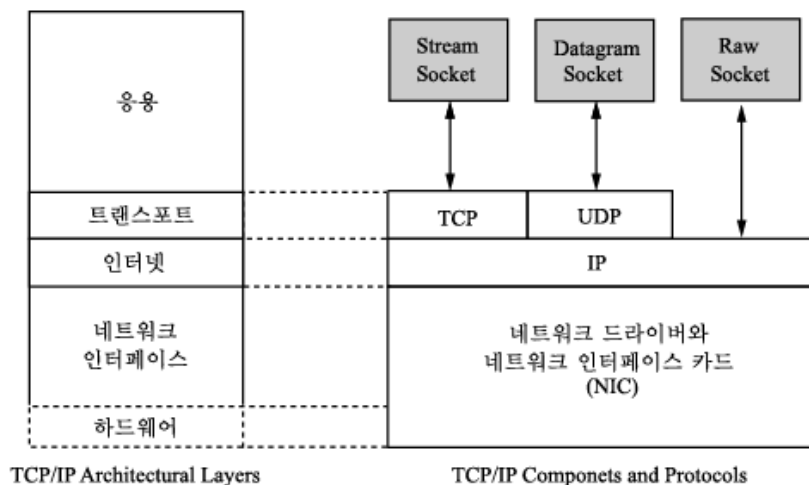 Stream
Socket
Datagram
Socket
Raw
Socket
응용
트랜스포트
TCP
UDP
인터넷
IP
네트워크
인터페이스
네트워크 드라이버와
네트워크 인터페이스 카드
(NIC)
하드웨어
TCP/IP Architectural Layers
TCP/IP Componets and Protocols